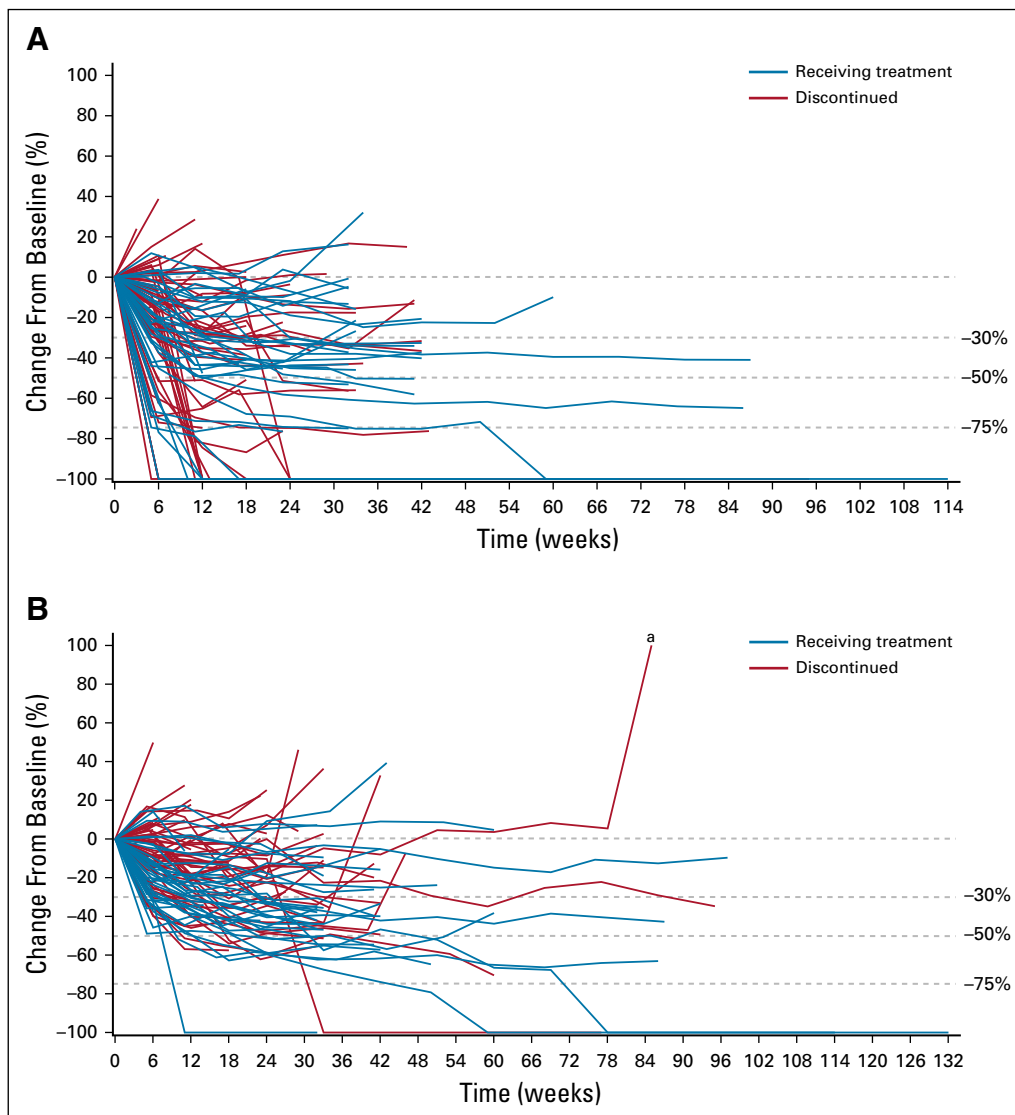 A
Change From Baseline (%)
100
80
60
40
20
0
–20
–40
–60
–80
–100
Receiving treatment
Discontinued
–30%
–50%
–75%
0 6 12 18 24 30 36 42 48 54 60 66 68 72 78 84 90 96 102 108 114
Time (weeks)
B
Change From Baseline (%)
100
80
60
40
20
0
–20
–40
–60
–80
–100
a
Receiving treatment
Discontinued
–30%
–50%
–75%
0 6 12 18 24 30 36 42 48 54 60 66 72 78 84 90 96 102 108 114 120 126 132
Time (weeks)